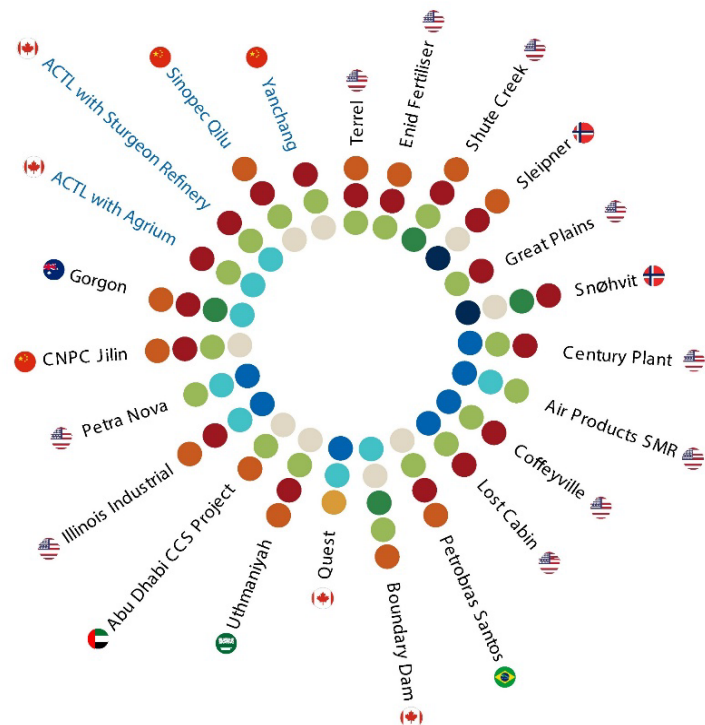 Terrel
Enid Fertiliser
Shute Creek
Sleipner
Great Plains
Snøhvit
Century Plant
Air Products SMR
Coffeyville
Lost Cabin
Petrobras Santos
Boundary Dam
Quest
Uthmaniyah
Abu Dhabi CCS Project
Illinois Industrial
Petra Nova
CNPC Jilin
Gorgon
ACTL with Agrium
ACTL with Sturgeon Refinery
Sinopec Qilu
Yanchang